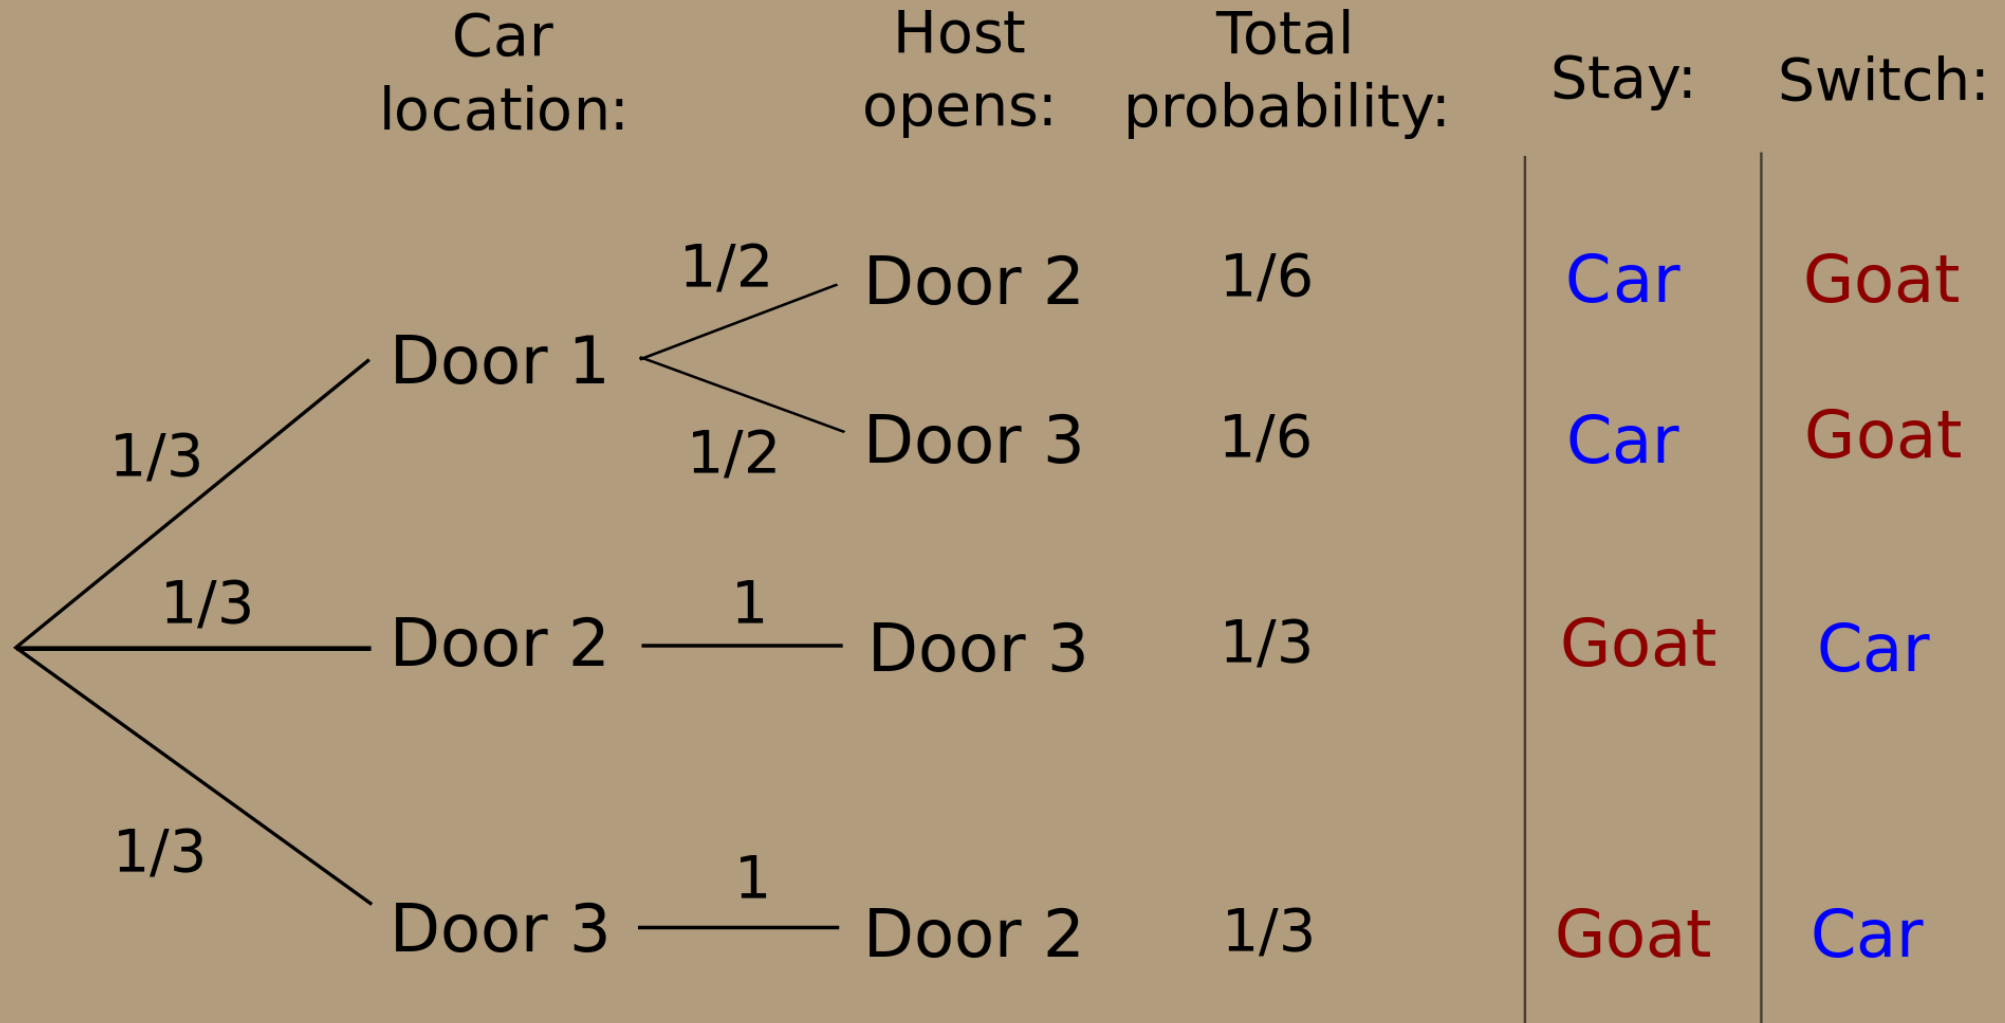 Car
location:
Host
opens:
Total
probability:
Stay:
Switch:
1/3
1/3
1/3
Door 1
1/2
1/2
Door 2
1/6
Car
Goat
Door 3
1/6
Car
Goat
Door 2
1
Door 3
1/3
Goat
Car
Door 3
1
Door 2
1/3
Goat
Car